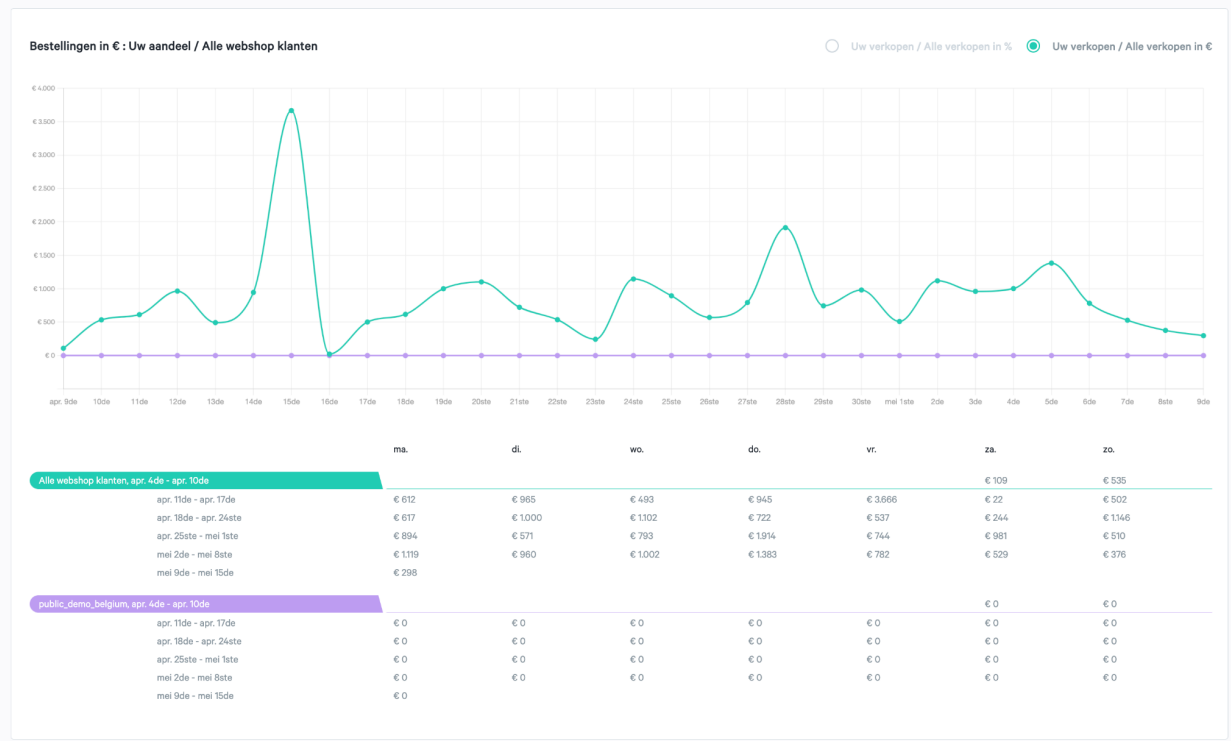 Bestellingen in € : Uw aandeel / Alle webshop klanten
Uw verkopen / Alle verkopen in %
Uw verkopen / Alle verkopen in €
€ 4.000
€ 3.500
€ 3.000
€ 2.500
€ 2.000
€ 1.500
€ 1.000
€ 500
€ 0
apr. 9de 10de 11de 12de 13de 14de 15de 16de 17de 18de 19de 20ste 21ste 22ste 23ste 24ste 25ste 26ste 27ste 28ste 29ste 30ste mei 1ste 2de 3de 4de 5de 6de 7de 8ste 9de
ma. di. wo. do. vr. za. zo.
Alle webshop klanten, apr. 4de - apr. 10de € 109 € 535
apr. 11de - apr. 17de € 612 € 965 € 493 € 945 € 3.666 € 22 € 502
apr. 18de - apr. 24ste € 617 € 1.000 € 1.102 € 722 € 537 € 244 € 1.146
apr. 25ste - mei 1ste € 894 € 571 € 793 € 1.914 € 744 € 981 € 510
mei 2de - mei 8ste € 1.119 € 960 € 1.002 € 1.383 € 782 € 529 € 376
mei 9de - mei 15de € 298
public_demo_belgium, apr. 4de - apr. 10de € 0 € 0
apr. 11de - apr. 17de € 0 € 0 € 0 € 0 € 0 € 0 € 0
apr. 18de - apr. 24ste € 0 € 0 € 0 € 0 € 0 € 0 € 0
apr. 25ste - mei 1ste € 0 € 0 € 0 € 0 € 0 € 0 € 0
mei 2de - mei 8ste € 0 € 0 € 0 € 0 € 0 € 0 € 0
mei 9de - mei 15de € 0